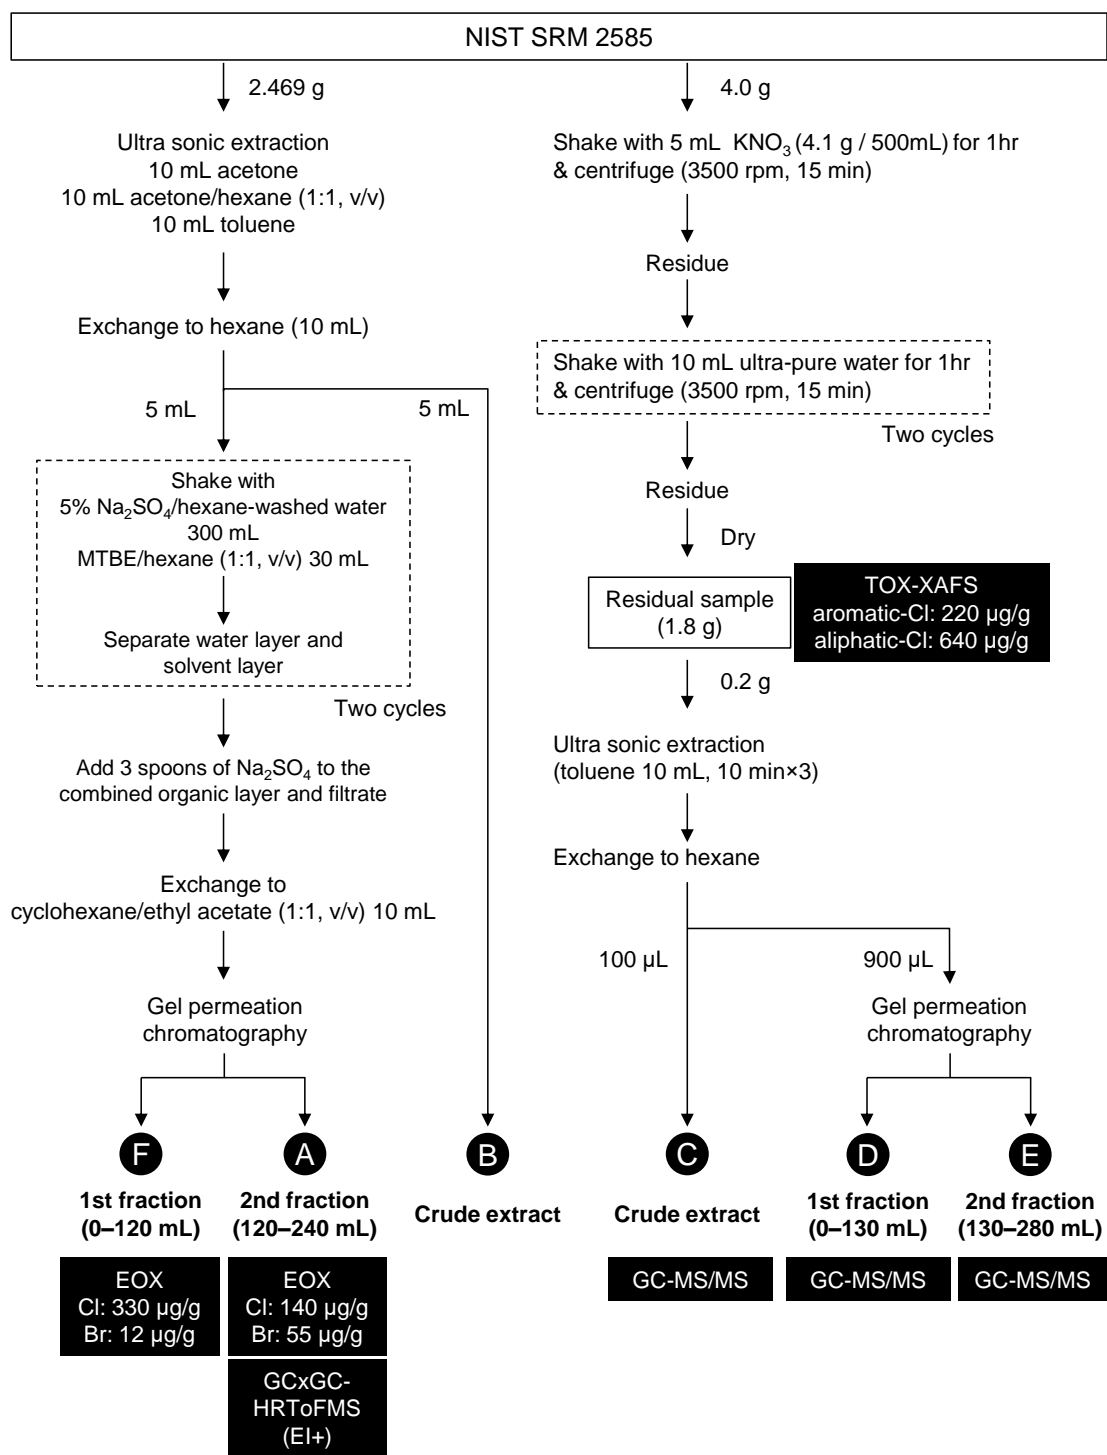 NIST SRM 2585
2.469 g
Ultra sonic extraction
10 mL acetone
10 mL acetone/hexane (1:1, v/v)
10 mL toluene
Exchange to hexane (10 mL)
5 mL
5 mL
Shake with
5% Na₂SO₄/hexane-washed water
300 mL
MTBE/hexane (1:1, v/v) 30 mL
Separate water layer and
solvent layer
Two cycles
Add 3 spoons of Na₂SO₄ to the
combined organic layer and filtrate
Exchange to
cyclohexane/ethyl acetate (1:1, v/v) 10 mL
Gel permeation
chromatography
F
1st fraction
(0–120 mL)
EOX
Cl: 330 µg/g
Br: 12 µg/g
A
2nd fraction
(120–240 mL)
EOX
Cl: 140 µg/g
Br: 55 µg/g
GCxGC-
HRToFMS
(EI+)
B
Crude extract
4.0 g
Shake with 5 mL KNO₃ (4.1 g / 500mL) for 1hr
& centrifuge (3500 rpm, 15 min)
Residue
Shake with 10 mL ultra-pure water for 1hr
& centrifuge (3500 rpm, 15 min)
Two cycles
Residue
Dry
Residual sample
(1.8 g)
TOX-XAFS
aromatic-Cl: 220 µg/g
aliphatic-Cl: 640 µg/g
0.2 g
Ultra sonic extraction
(toluene 10 mL, 10 min×3)
Exchange to hexane
100 µL
900 µL
Gel permeation
chromatography
C
Crude extract
GC-MS/MS
D
1st fraction
(0–130 mL)
GC-MS/MS
E
2nd fraction
(130–280 mL)
GC-MS/MS